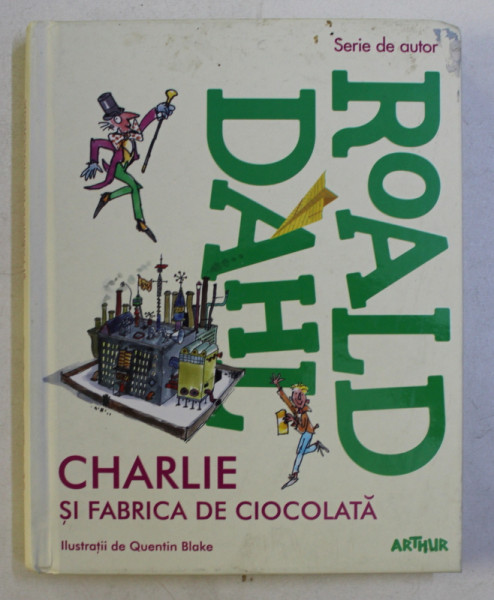 Serie de autor
ROALD
DAHL
CHARLIE
ȘI FABRICA DE CIOCOLATĂ
Ilustrații de Quentin Blake
ARTHUR